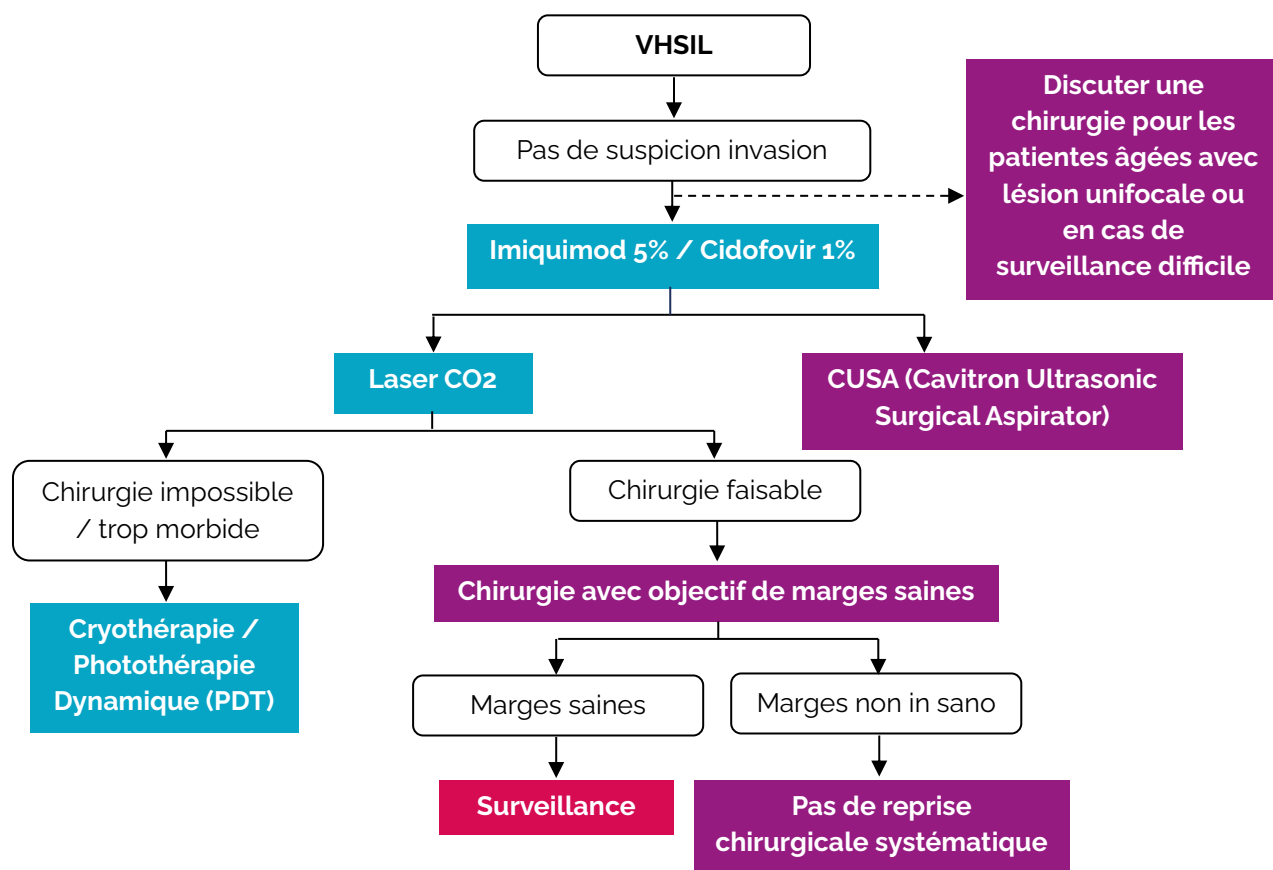 VHSIL
Pas de suspicion invasion
Discuter une
chirurgie pour les
patientes âgées avec
lésion unifocale ou
en cas de
surveillance difficile
Imiquimod 5% / Cidofovir 1%
Laser CO2
CUSA (Cavitron Ultrasonic
Surgical Aspirator)
Chirurgie impossible
/ trop morbide
Chirurgie faisable
Chirurgie avec objectif de marges saines
Cryothérapie /
Photothérapie
Dynamique (PDT)
Marges saines
Marges non in sano
Surveillance
Pas de reprise
chirurgicale systématique